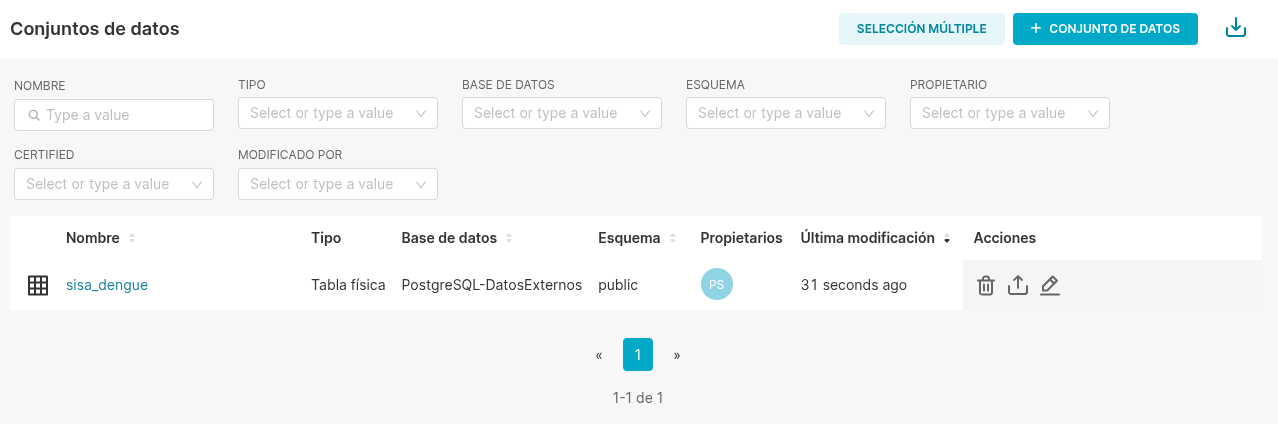 Conjuntos de datos
SELECCIÓN MÚLTIPLE
+ CONJUNTO DE DATOS
NOMBRE
Type a value
TIPO
Select or type a value
BASE DE DATOS
Select or type a value
ESQUEMA
Select or type a value
PROPIETARIO
Select or type a value
CERTIFIED
Select or type a value
MODIFICADO POR
Select or type a value
Nombre Tipo Base de datos Esquema Propietarios Última modificación Acciones
sisa_dengue Tabla física PostgreSQL-DatosExternos public PS 31 seconds ago
« 1 »
1-1 de 1